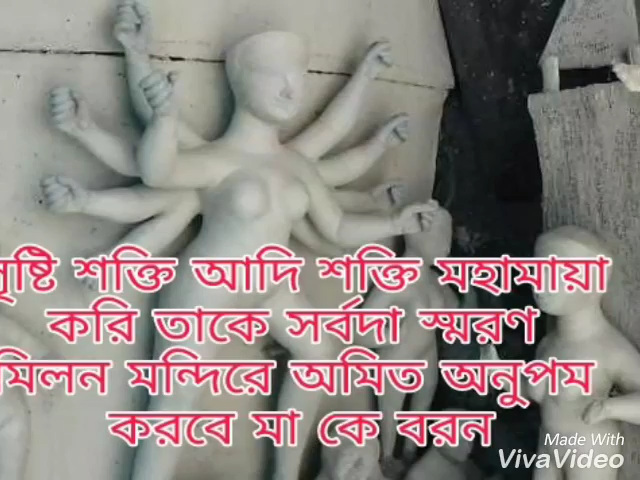 সৃষ্টি শক্তি আদি শক্তি মহামায়া
করি তাকে সর্বদা স্মরণ
মিলন মন্দিরে অমিত অনুপম
করবে মা কে বরন
Made With
VivaVideo